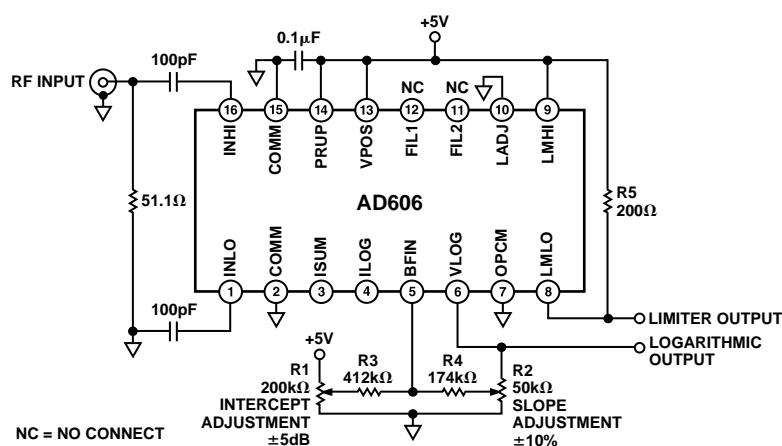 +5V
0.1μF
100pF
RF INPUT
NC NC
16 15 14 13 12 11 10 9
INHI COMM PRUP VPOS FIL1 FIL2 LADJ LMHI
51.1Ω
AD606
R5
200Ω
INLO COMM ISUM ILOG BFIN VLOG OPCM LMLO
1 2 3 4 5 6 7 8
100pF
LIMITER OUTPUT
LOGARITHMIC
OUTPUT
+5V
R1
200kΩ
INTERCEPT
ADJUSTMENT
±5dB
R3
412kΩ
R4
174kΩ
R2
50kΩ
SLOPE
ADJUSTMENT
±10%
NC = NO CONNECT